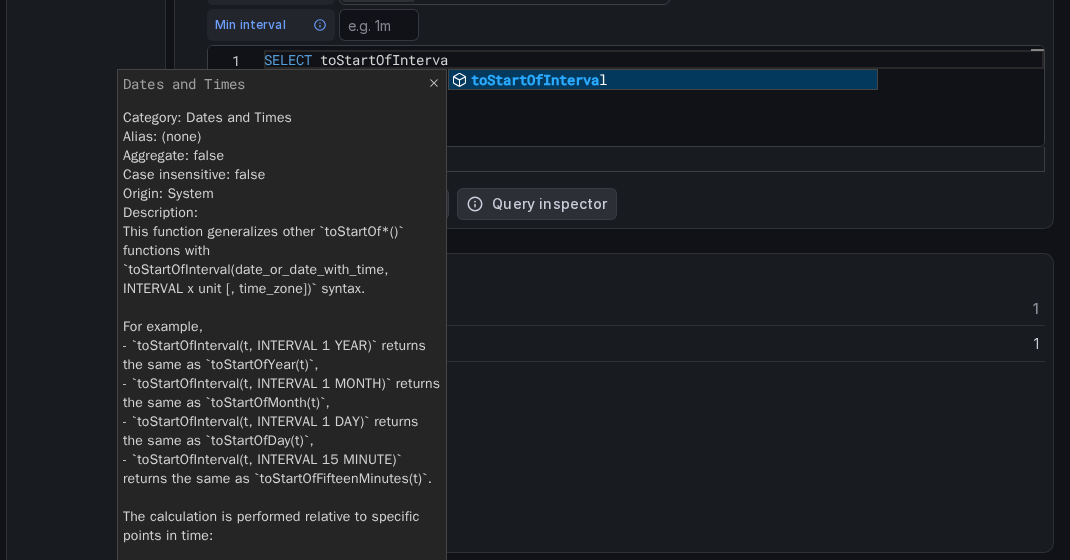 Min interval
e.g. 1m
1
SELECT toStartOfInterva
toStartOfInterval
Dates and Times
Category: Dates and Times
Alias: (none)
Aggregate: false
Case insensitive: false
Origin: System
Description:
This function generalizes other `toStartOf*()`
functions with
`toStartOfInterval(date_or_date_with_time,
INTERVAL x unit [, time_zone])` syntax.
For example,
- `toStartOfInterval(t, INTERVAL 1 YEAR)` returns
the same as `toStartOfYear(t)`,
- `toStartOfInterval(t, INTERVAL 1 MONTH)` returns
the same as `toStartOfMonth(t)`,
- `toStartOfInterval(t, INTERVAL 1 DAY)` returns
the same as `toStartOfDay(t)`,
- `toStartOfInterval(t, INTERVAL 15 MINUTE)`
returns the same as `toStartOfFifteenMinutes(t)`.
The calculation is performed relative to specific
points in time:
Query inspector
1
1